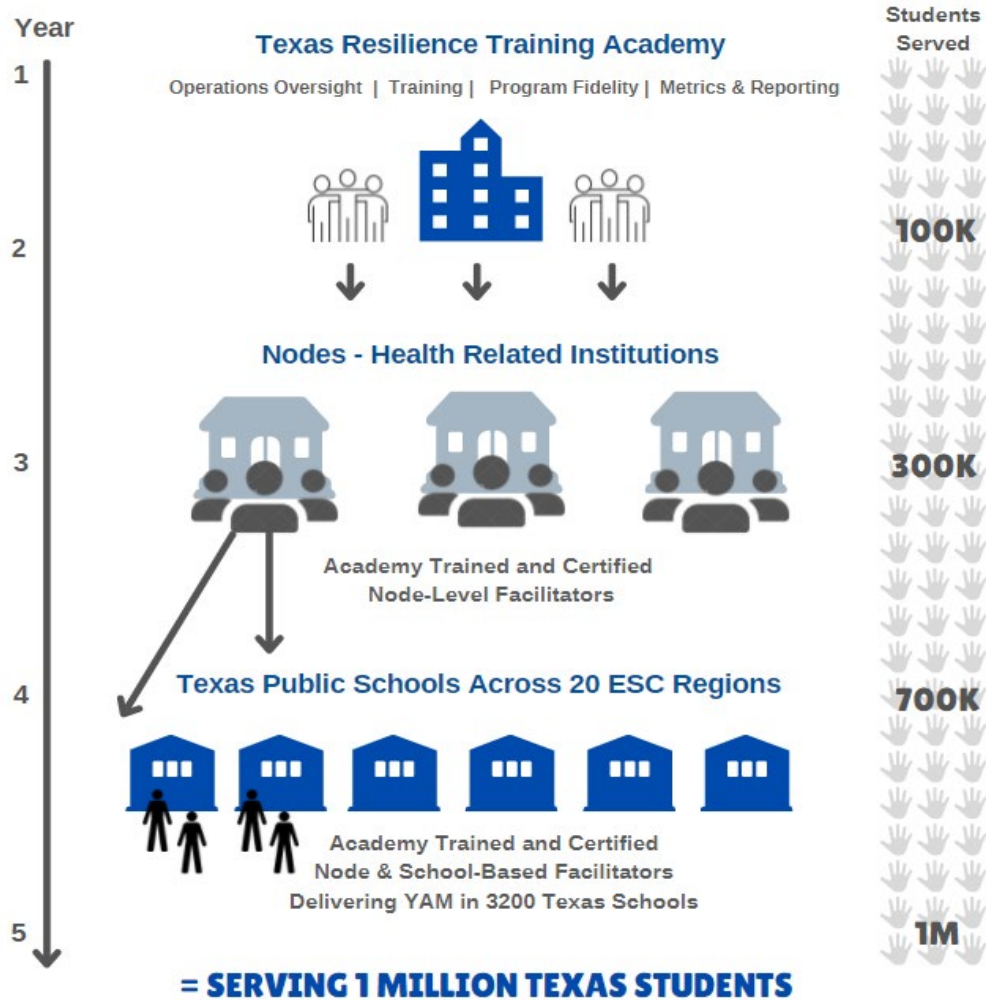 Year
Students
Served
Texas Resilience Training Academy
1
Operations Oversight | Training | Program Fidelity | Metrics & Reporting
100K
2
Nodes - Health Related Institutions
3
300K
Academy Trained and Certified
Node-Level Facilitators
Texas Public Schools Across 20 ESC Regions
4
700K
Academy Trained and Certified
Node & School-Based Facilitators
Delivering YAM in 3200 Texas Schools
5
1M
= SERVING 1 MILLION TEXAS STUDENTS